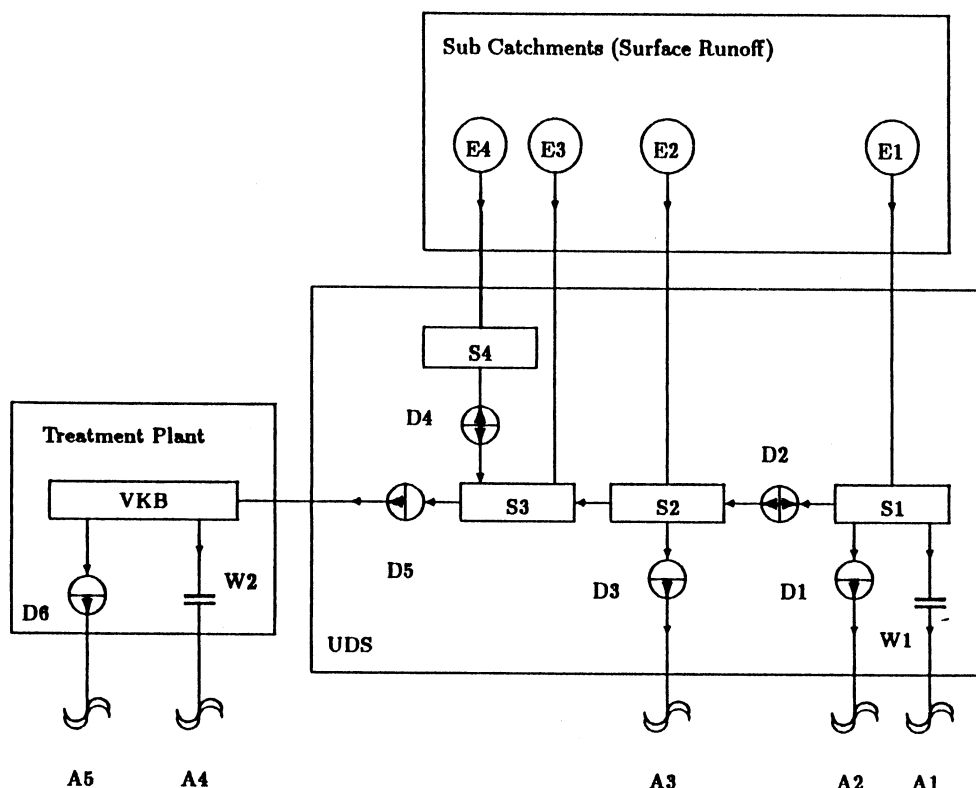 Sub Catchments (Surface Runoff)
E4
E3
E2
E1
S4
D4
Treatment Plant
D2
VKB
S3
S2
S1
D5
W2
D3
D1
D6
W1
UDS
A5
A4
A3
A2
A1